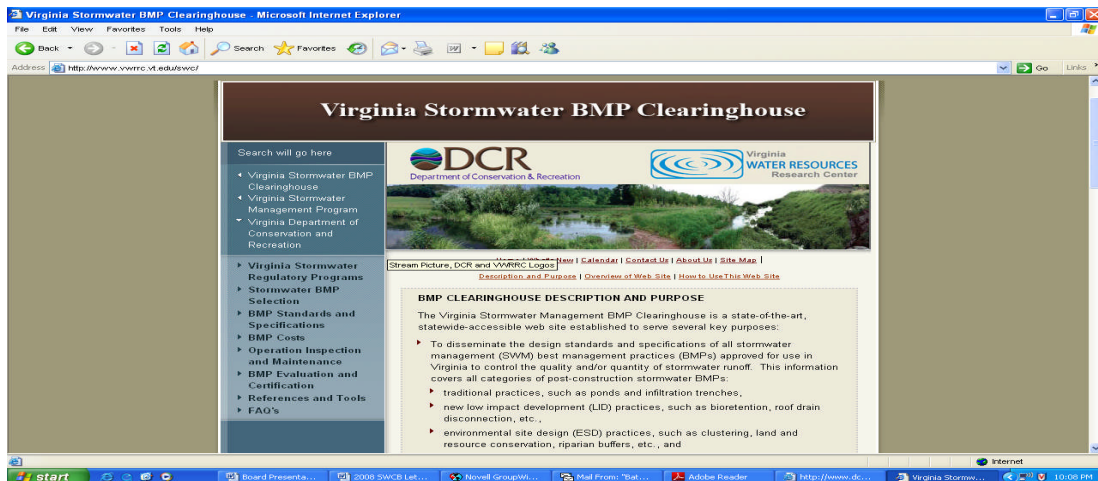 Virginia Stormwater BMP Clearinghouse - Microsoft Internet Explorer
File Edit View Favorites Tools Help
Back Search Favorites
Address http://www.vwrrc.vt.edu/swc/ Go Links
Virginia Stormwater BMP Clearinghouse
Search will go here
Virginia Stormwater BMP
Clearinghouse
Virginia Stormwater
Management Program
Virginia Department of
Conservation and
Recreation
Virginia Stormwater
Regulatory Programs
Stormwater BMP
Selection
BMP Standards and
Specifications
BMP Costs
Operation Inspection
and Maintenance
BMP Evaluation and
Certification
References and Tools
FAQ's
DCR
Department of Conservation & Recreation
Virginia
WATER RESOURCES
Research Center
Stream Picture, DCR and VWRRC Logos
New | Calendar | Contact Us | About Us | Site Map |
Description and Purpose | Overview of Web Site | How to Use This Web Site
BMP CLEARINGHOUSE DESCRIPTION AND PURPOSE
The Virginia Stormwater Management BMP Clearinghouse is a state-of-the-art,
statewide-accessible web site established to serve several key purposes:
To disseminate the design standards and specifications of all stormwater
management (SWM) best management practices (BMPs) approved for use in
Virginia to control the quality and/or quantity of stormwater runoff. This information
covers all categories of post-construction stormwater BMPs:
traditional practices, such as ponds and infiltration trenches,
new low impact development (LID) practices, such as bioretention, roof drain
disconnection, etc.,
environmental site design (ESD) practices, such as clustering, land and
resource conservation, riparian buffers, etc., and
Internet
start Board Presenta... 2008 SWCB Let... Novell GroupWi... Mail From: "Bat... Adobe Reader http://www.dc... Virginia Stormw... 10:08 PM